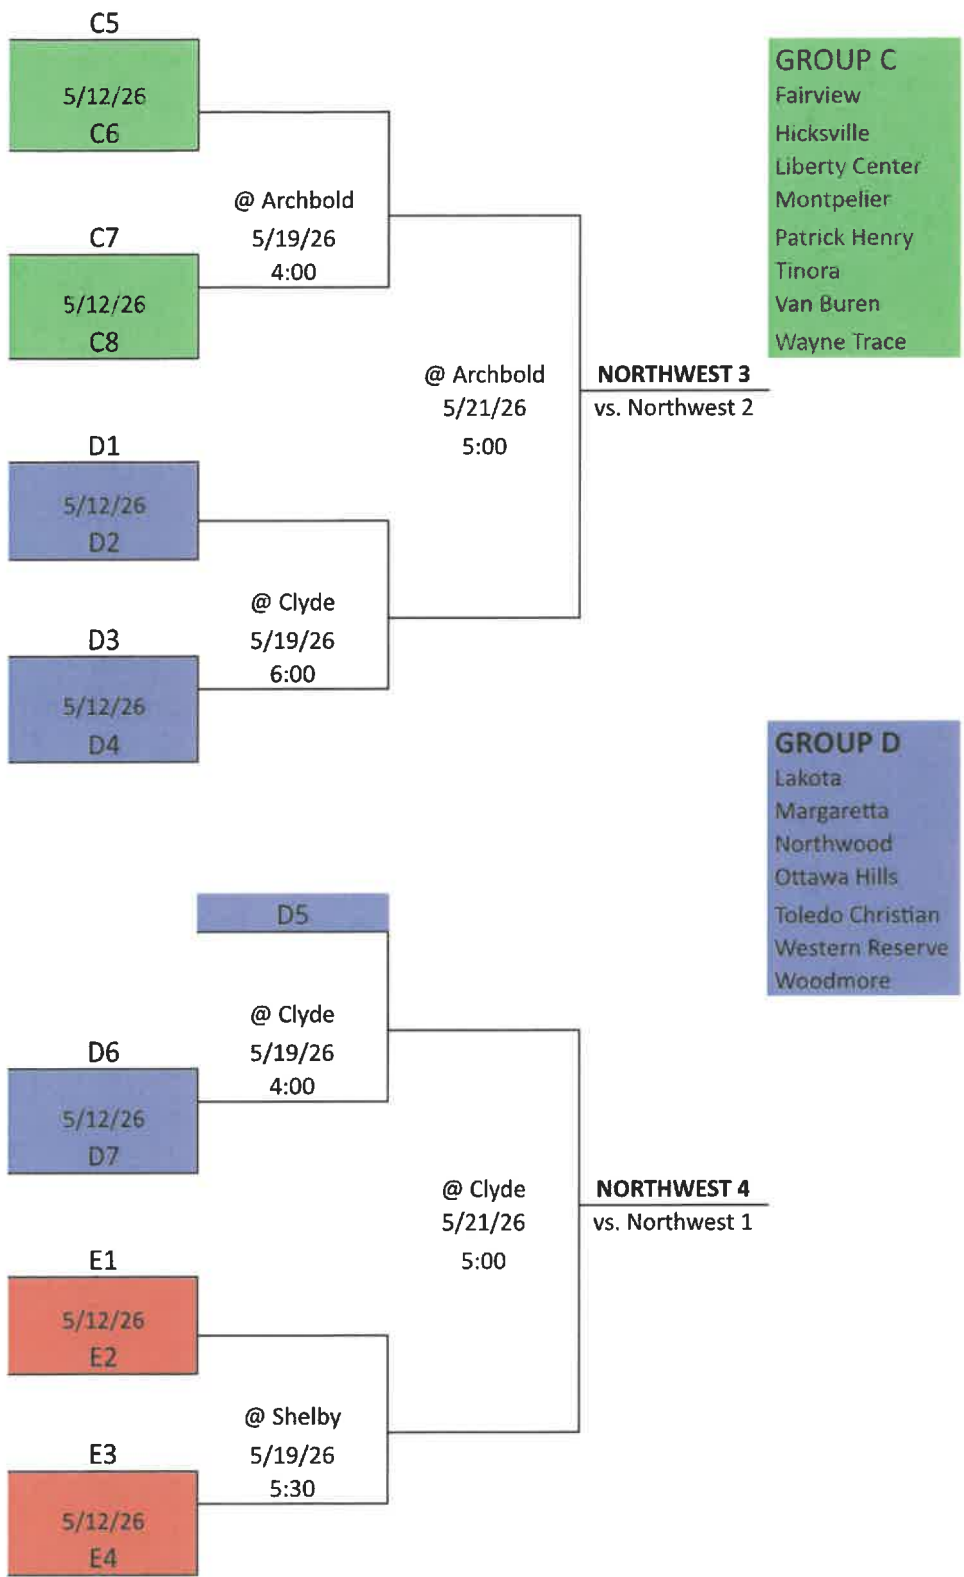 C5
5/12/26
C6
@ Archbold
5/19/26
4:00
C7
5/12/26
C8
@ Archbold
5/21/26
5:00
NORTHWEST 3
vs. Northwest 2
D1
5/12/26
D2
@ Clyde
5/19/26
6:00
D3
5/12/26
D4
GROUP C
Fairview
Hicksville
Liberty Center
Montpelier
Patrick Henry
Tinora
Van Buren
Wayne Trace
GROUP D
Lakota
Margaretta
Northwood
Ottawa Hills
Toledo Christian
Western Reserve
Woodmore
D5
@ Clyde
5/19/26
4:00
D6
5/12/26
D7
@ Clyde
5/21/26
5:00
NORTHWEST 4
vs. Northwest 1
E1
5/12/26
E2
@ Shelby
5/19/26
5:30
E3
5/12/26
E4